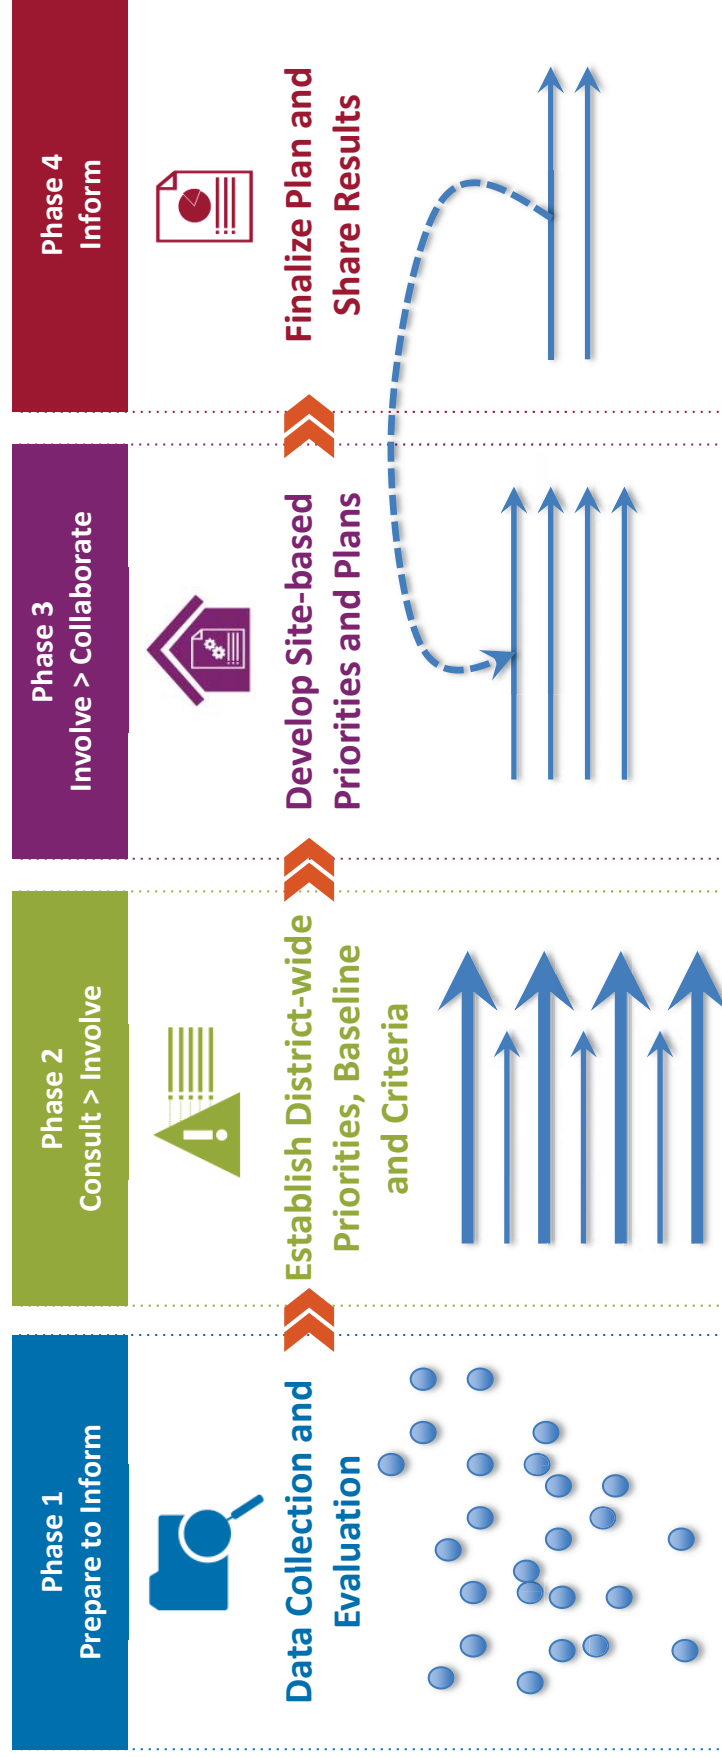 Phase 1
Prepare to Inform
Data Collection and
Evaluation
Phase 2
Consult > Involve
Establish District-wide
Priorities, Baseline
and Criteria
Phase 3
Involve > Collaborate
Develop Site-based
Priorities and Plans
Phase 4
Inform
Finalize Plan and
Share Results